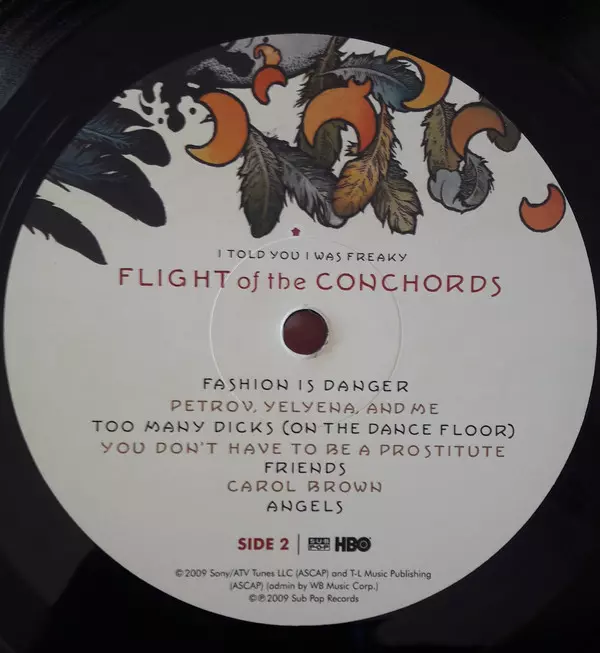 I TOLD YOU I WAS FREAKY
FLIGHT of the CONCHORDS
FASHION IS DANGER
PETROV, YELYENA, AND ME
TOO MANY DICKS (ON THE DANCE FLOOR)
YOU DON'T HAVE TO BE A PROSTITUTE
FRIENDS
CAROL BROWN
ANGELS
SIDE 2 | SUB POP HBO
© 2009 Sony/ATV Tunes LLC (ASCAP) and T-L Music Publishing
(ASCAP) (admin by WB Music Corp.)
©℗ 2009 Sub Pop Records